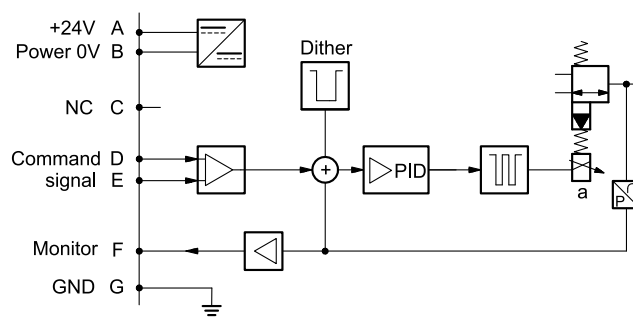 +24V A
Power 0V B
Dither
NC C
Command D
signal E
+
PID
a
P
Monitor F
GND G